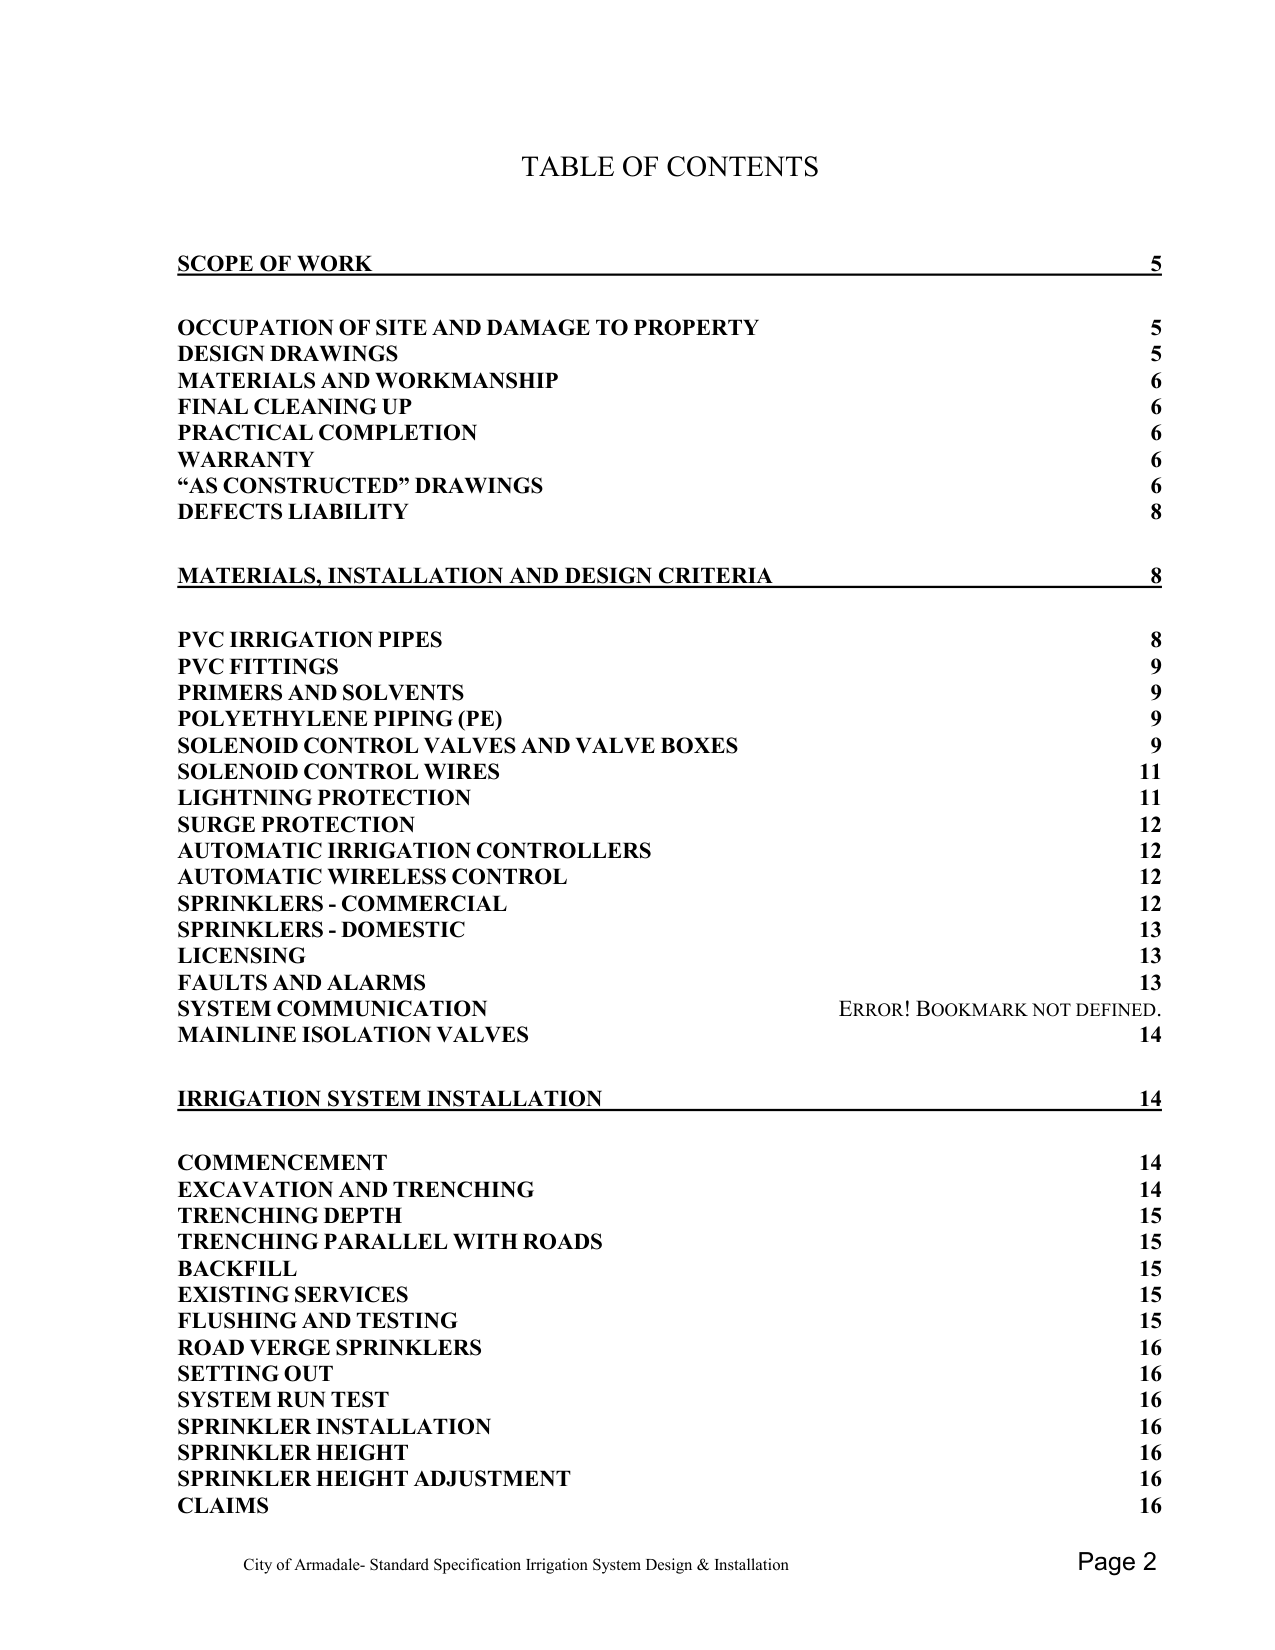 TABLE OF CONTENTS
SCOPE OF WORK 5
OCCUPATION OF SITE AND DAMAGE TO PROPERTY 5
DESIGN DRAWINGS 5
MATERIALS AND WORKMANSHIP 6
FINAL CLEANING UP 6
PRACTICAL COMPLETION 6
WARRANTY 6
“AS CONSTRUCTED” DRAWINGS 6
DEFECTS LIABILITY 8
MATERIALS, INSTALLATION AND DESIGN CRITERIA 8
PVC IRRIGATION PIPES 8
PVC FITTINGS 9
PRIMERS AND SOLVENTS 9
POLYETHYLENE PIPING (PE) 9
SOLENOID CONTROL VALVES AND VALVE BOXES 9
SOLENOID CONTROL WIRES 11
LIGHTNING PROTECTION 11
SURGE PROTECTION 12
AUTOMATIC IRRIGATION CONTROLLERS 12
AUTOMATIC WIRELESS CONTROL 12
SPRINKLERS - COMMERCIAL 12
SPRINKLERS - DOMESTIC 13
LICENSING 13
FAULTS AND ALARMS 13
SYSTEM COMMUNICATION ERROR! BOOKMARK NOT DEFINED.
MAINLINE ISOLATION VALVES 14
IRRIGATION SYSTEM INSTALLATION 14
COMMENCEMENT 14
EXCAVATION AND TRENCHING 14
TRENCHING DEPTH 15
TRENCHING PARALLEL WITH ROADS 15
BACKFILL 15
EXISTING SERVICES 15
FLUSHING AND TESTING 15
ROAD VERGE SPRINKLERS 16
SETTING OUT 16
SYSTEM RUN TEST 16
SPRINKLER INSTALLATION 16
SPRINKLER HEIGHT 16
SPRINKLER HEIGHT ADJUSTMENT 16
CLAIMS 16
City of Armadale- Standard Specification Irrigation System Design & Installation Page 2